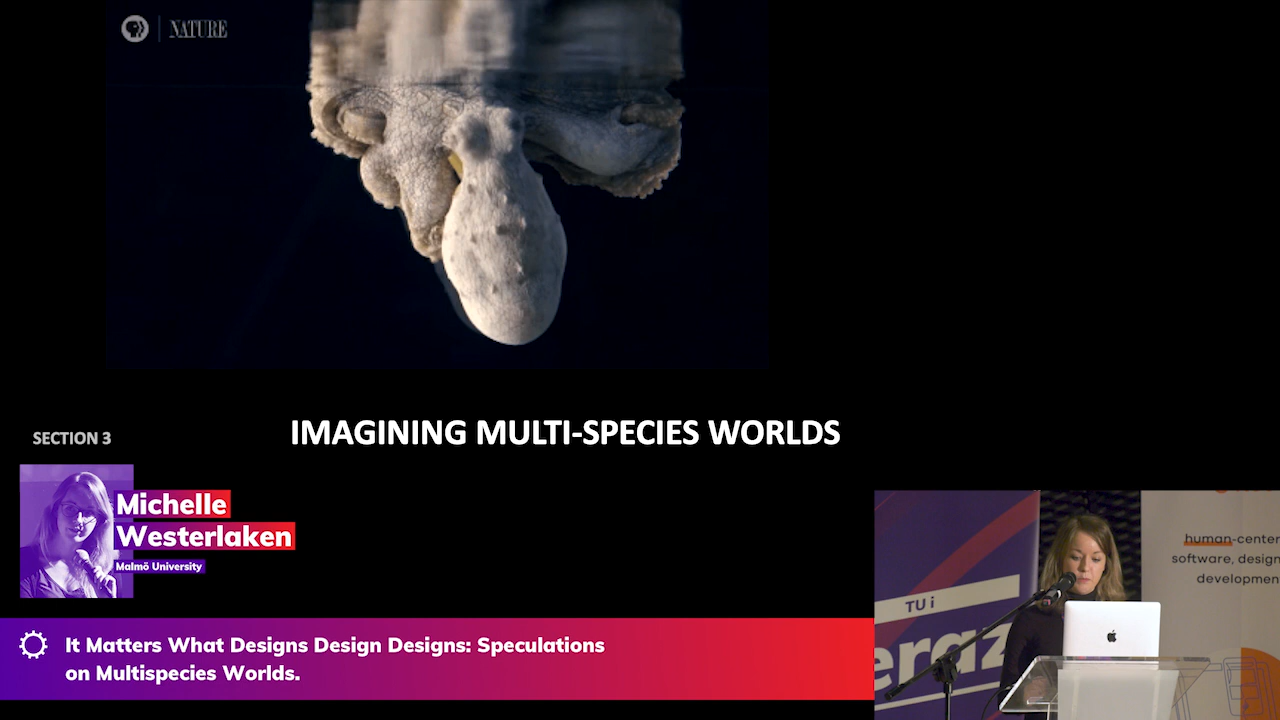 NATURE
IMAGINING MULTI-SPECIES WORLDS
SECTION 3
Michelle
Westerlaken
Malmö University
It Matters What Designs Design Designs: Speculations
on Multispecies Worlds.
TU i
eraz
human-center
software, design
developmen